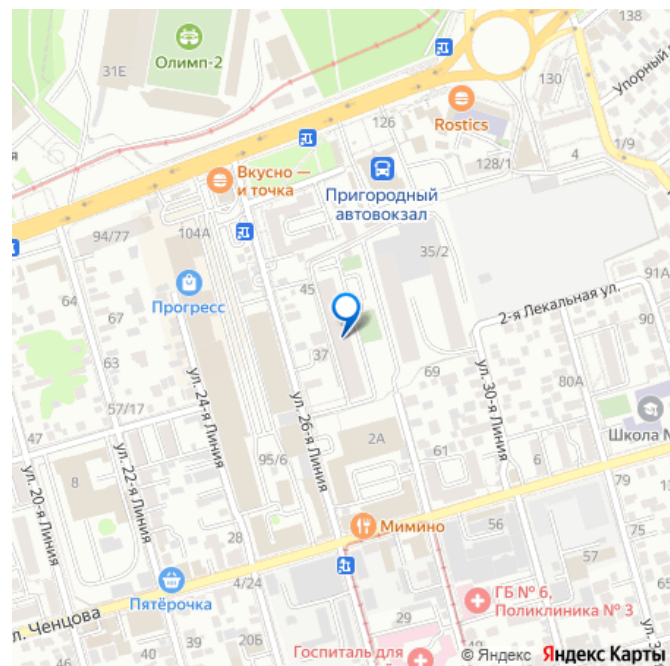 138
31Е
Олимп-2
Упорный
130
Rostics
126
1/9
128/1
4
Вкусно —
и точка
Пригородный
автовокзал
94/77
104А
35/2
91А
Прогресс
45
2-я Лекальная ул.
64
90
63
37
69
80А
ул. 24-я Линия
ул. 26-я Линия
ул. 30-я Линия
57/17
47
Школа №
2А
ул. 22-я Линия
ул. 20-я Линия
95/6
61
6
8
79
Мимино
56
28
57
4/24
Пятёрочка
л. Ченцова
ГБ № 6,
Поликлиника № 3
29
20Б
Госпиталь для
© Яндекс Яндекс Карты